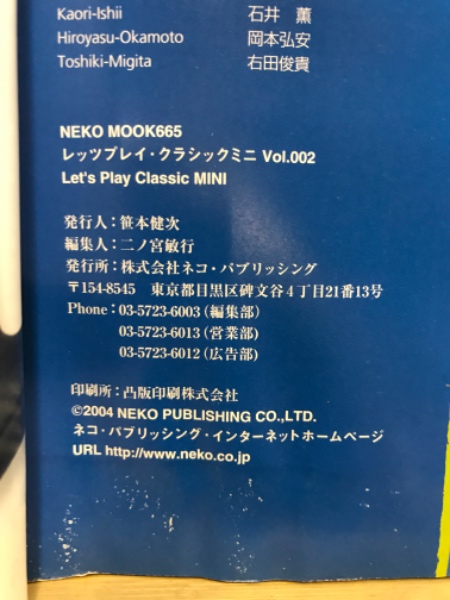 Kaori-Ishii 石井 薫
Hiroyasu-Okamoto 岡本弘安
Toshiki-Migita 右田俊貴
NEKO MOOK665
レッツプレイ・クラシックミニ Vol.002
Let's Play Classic MINI
発行人：笹本健次
編集人：二ノ宮敏行
発行所：株式会社ネコ・パブリッシング
〒154-8545 東京都目黒区碑文谷4丁目21番13号
Phone：03-5723-6003（編集部）
03-5723-6013（営業部）
03-5723-6012（広告部）
印刷所：凸版印刷株式会社
©2004 NEKO PUBLISHING CO.,LTD.
ネコ・パブリッシング・インターネットホームページ
URL http://www.neko.co.jp